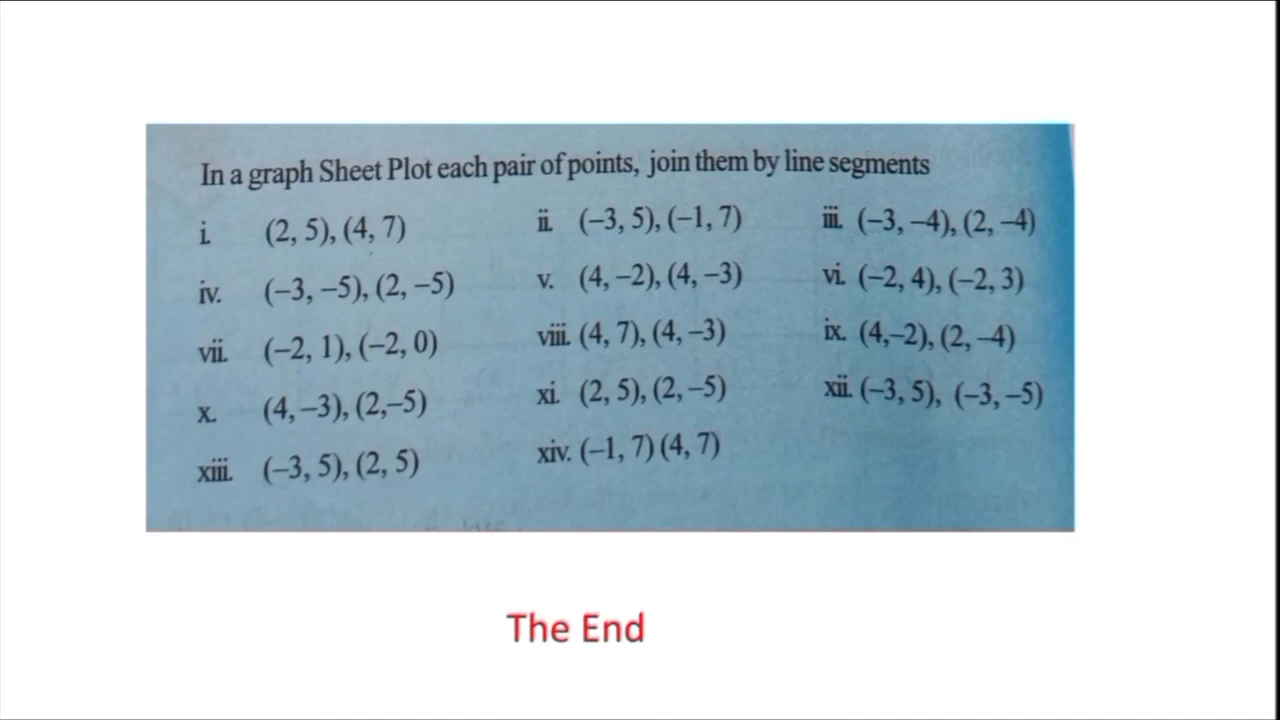 In a graph Sheet Plot each pair of points, join them by line segments
i. (2, 5), (4, 7) ii. (–3, 5), (–1, 7) iii. (–3, –4), (2, –4)
iv. (–3, –5), (2, –5) v. (4, –2), (4, –3) vi. (–2, 4), (–2, 3)
vii. (–2, 1), (–2, 0) viii. (4, 7), (4, –3) ix. (4,–2), (2, –4)
x. (4, –3), (2,–5) xi. (2, 5), (2, –5) xii. (–3, 5), (–3, –5)
xiii. (–3, 5), (2, 5) xiv. (–1, 7) (4, 7)
The End